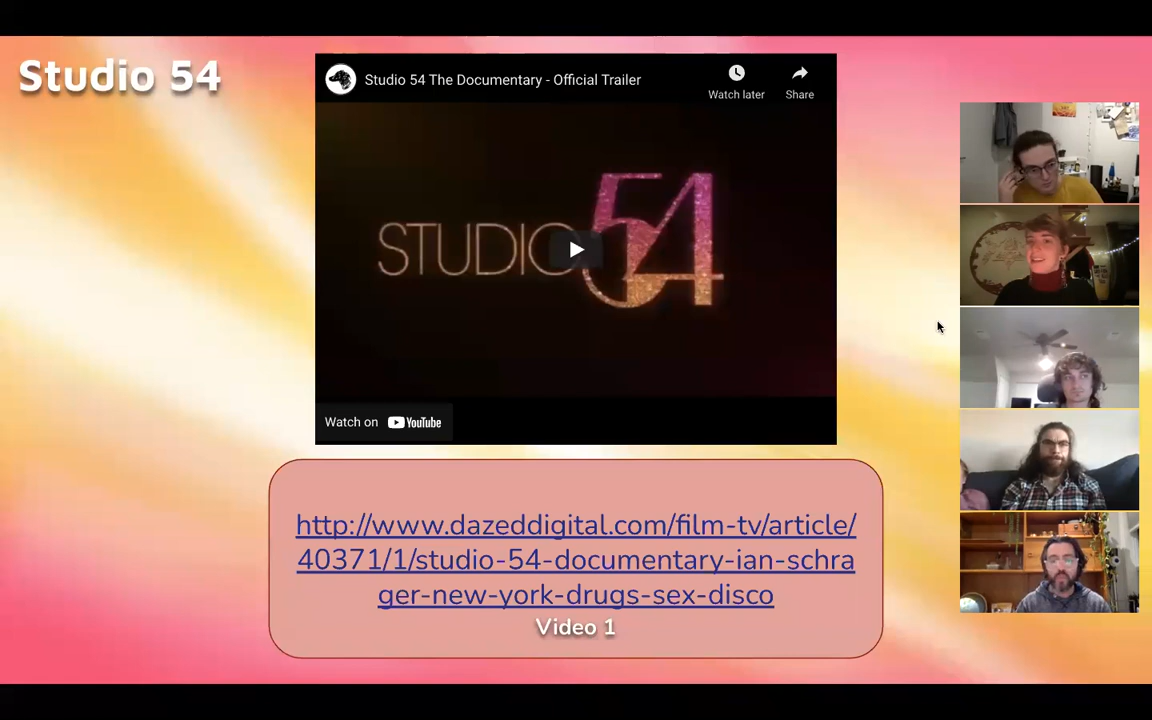 Studio 54
Studio 54 The Documentary - Official Trailer
Watch later
Share
STUDIO 54
Watch on YouTube
http://www.dazeddigital.com/film-tv/article/
40371/1/studio-54-documentary-ian-schra
ger-new-york-drugs-sex-disco
Video 1